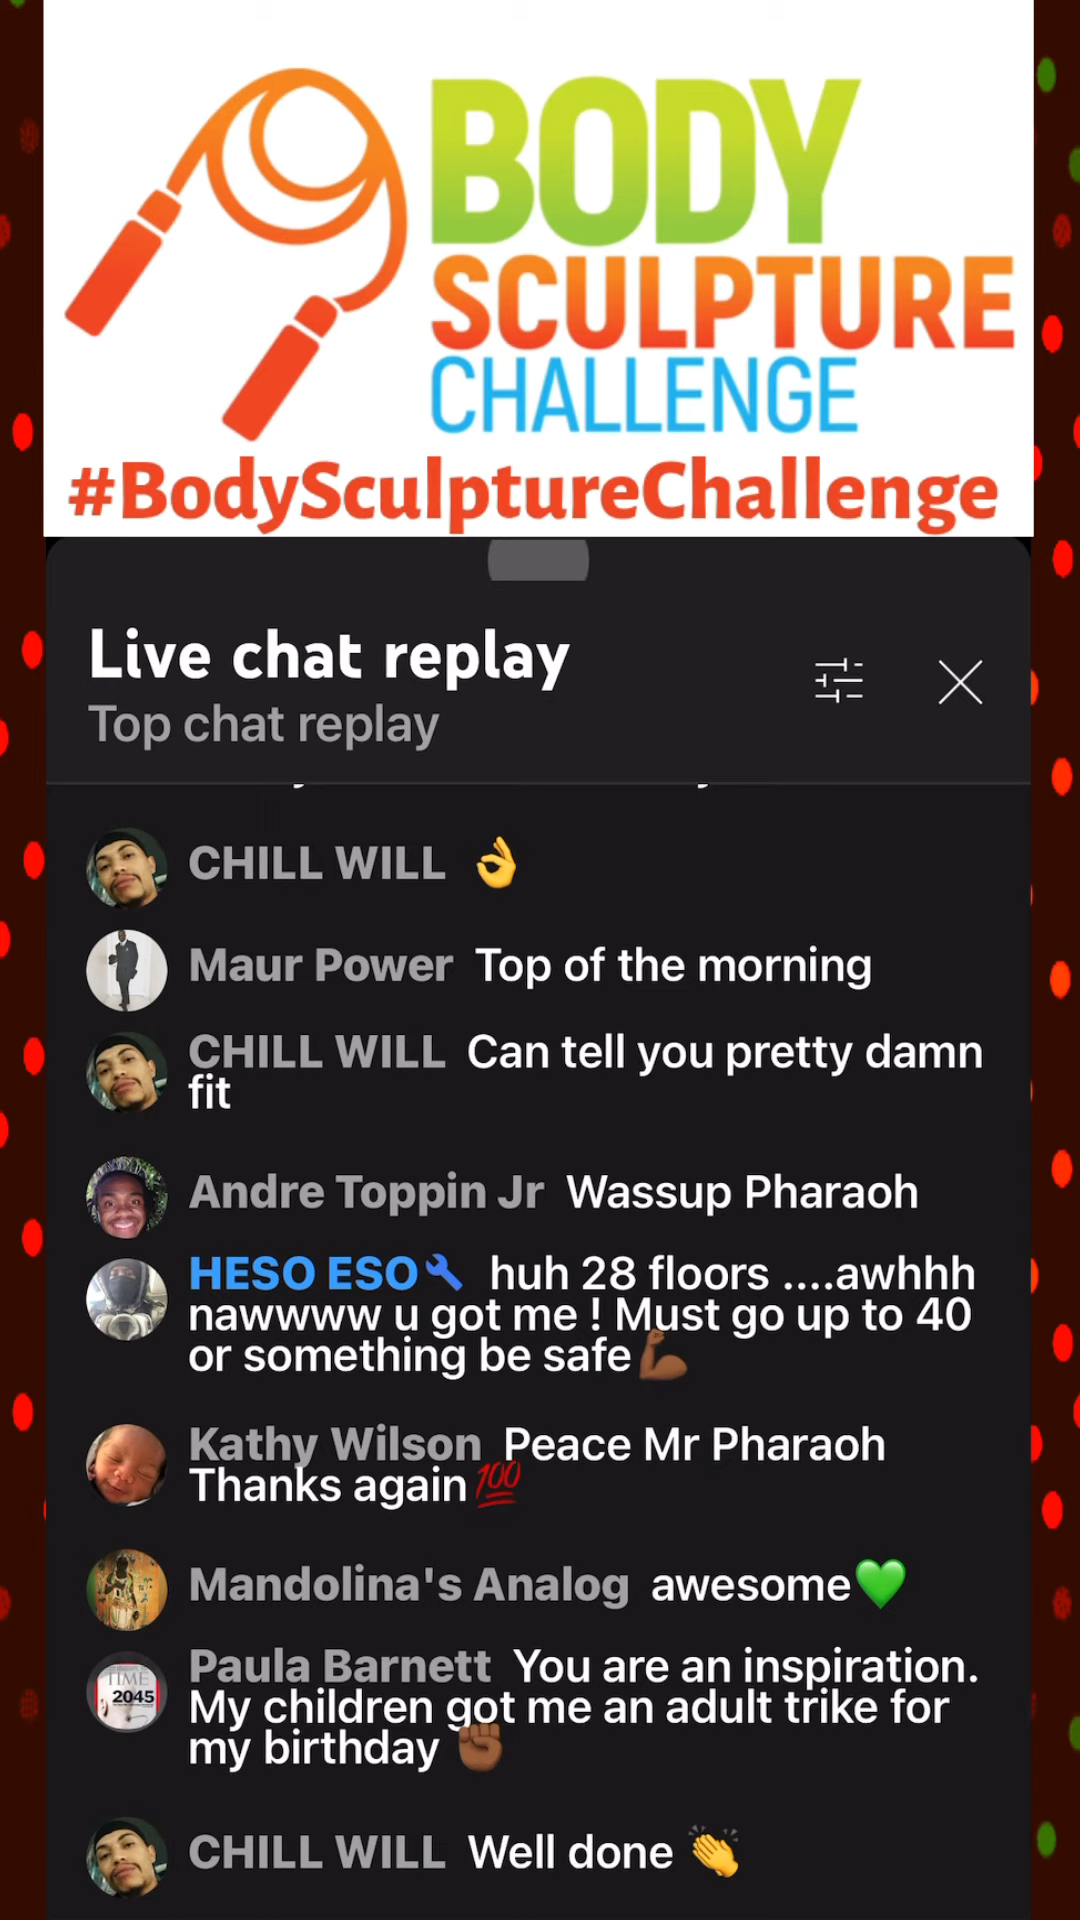 BODY
SCULPTURE
CHALLENGE
#BodySculptureChallenge
Live chat replay
Top chat replay
CHILL WILL 👌
Maur Power Top of the morning
CHILL WILL Can tell you pretty damn
fit
Andre Toppin Jr Wassup Pharaoh
HESO ESO🔧 huh 28 floors ....awhhh
nawwww u got me ! Must go up to 40
or something be safe💪🏾
Kathy Wilson Peace Mr Pharaoh
Thanks again💯
Mandolina's Analog awesome💚
TIME
2045
Paula Barnett You are an inspiration.
My children got me an adult trike for
my birthday ✊🏾
CHILL WILL Well done 👏